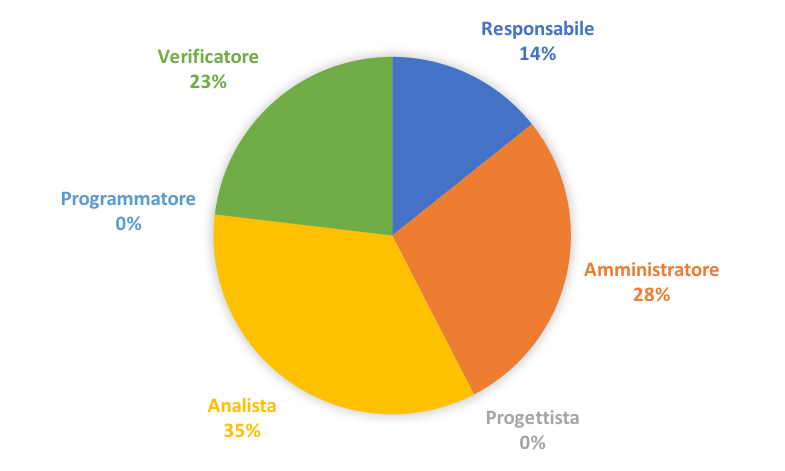 Responsabile
14%
Verificatore
23%
Programmatore
0%
Amministratore
28%
Analista
35%
Progettista
0%